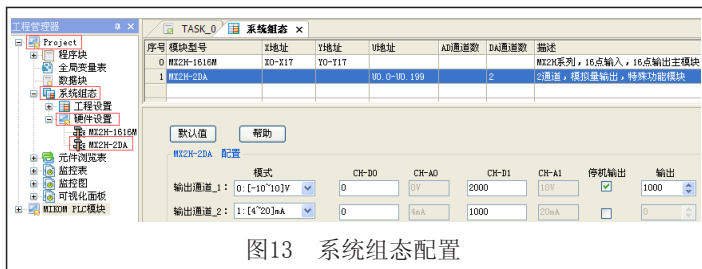 工程管理器
TASK_0 系统组态
Project
程序块
全局变量表
数据块
系统组态
工程设置
硬件设置
MX2H-1616M
MX2H-2DA
元件浏览表
监控表
监控图
可视化面板
MIKOM PLC模块
序号 模块型号 X地址 Y地址 U地址 AD通道数 DA通道数 描述
0 MX2H-1616M X0-X17 Y0-Y17 MX2H系列,16点输入,16点输出主模块
1 MX2H-2DA U0.0-U0.199 2 2通道,模拟量输出,特殊功能模块
默认值 帮助
MX2H-2DA 配置
模式 CH-D0 CH-A0 CH-D1 CH-A1 停机输出 输出
输出通道_1: 0:[-10~10]V 0 0V 2000 10V 1000
输出通道_2: 1:[4~20]mA 0 4mA 1000 20mA 0
图13 系统组态配置